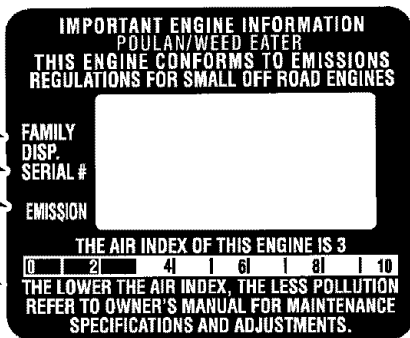 IMPORTANT ENGINE INFORMATION
POULAN/WEED EATER
THIS ENGINE CONFORMS TO EMISSIONS
REGULATIONS FOR SMALL OFF ROAD ENGINES
FAMILY
DISP.
SERIAL #
EMISSION
THE AIR INDEX OF THIS ENGINE IS 3
0 2 4 6 8 10
THE LOWER THE AIR INDEX, THE LESS POLLUTION
REFER TO OWNER'S MANUAL FOR MAINTENANCE
SPECIFICATIONS AND ADJUSTMENTS.